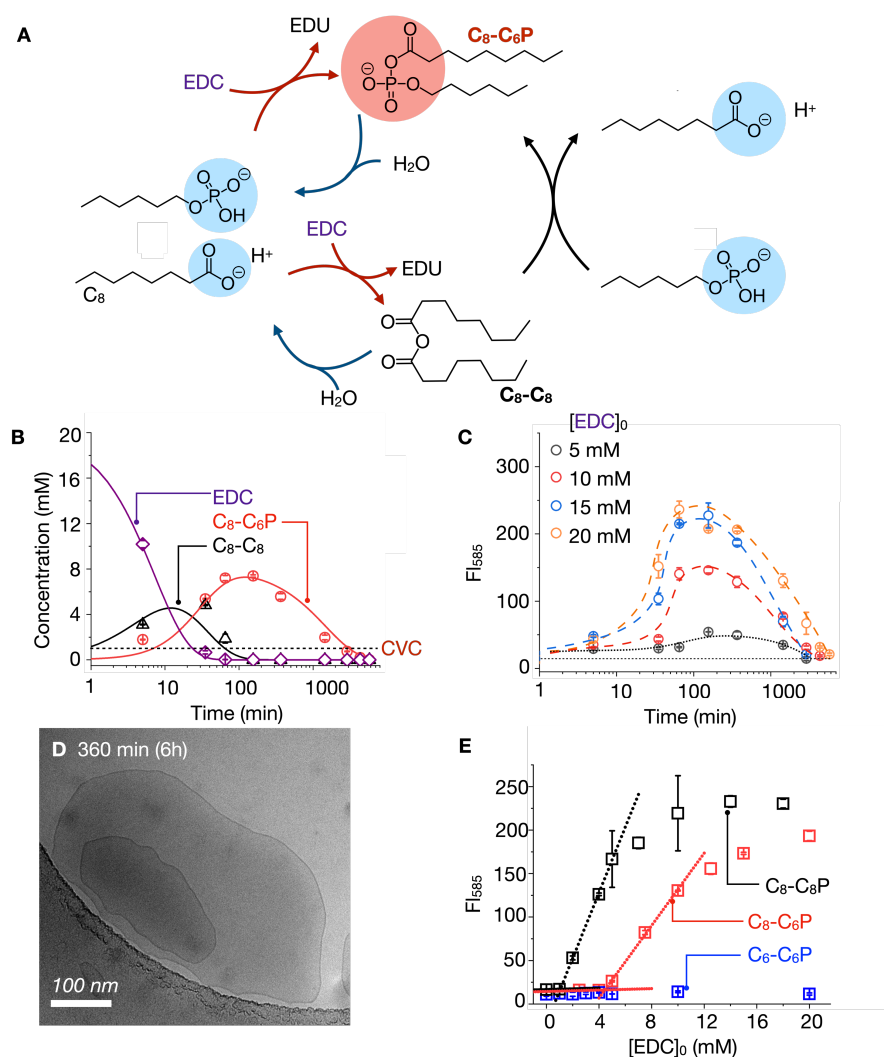 A
EDU
C₈–C₆P
EDC
H₂O
H⁺
O
O
O⊖
O–P–O
O
O
P
O⊖
O
OH
EDC
EDU
H⁺
O
O⊖
C₈
O
O
O
H₂O
C₈–C₈
O
O⊖
O
O⊖
P
O
OH
B
20
16
12
8
4
0
Concentration (mM)
EDC
C₈–C₆P
C₈–C₈
CVC
1
10
100
1000
Time (min)
C
[EDC]₀
5 mM
10 mM
15 mM
20 mM
300
200
100
0
FI₅₈₅
1
10
100
1000
Time (min)
D 360 min (6h)
100 nm
E
250
200
150
100
50
0
FI₅₈₅
C₈–C₈P
C₈–C₆P
C₆–C₆P
0
4
8
12
16
20
[EDC]₀ (mM)